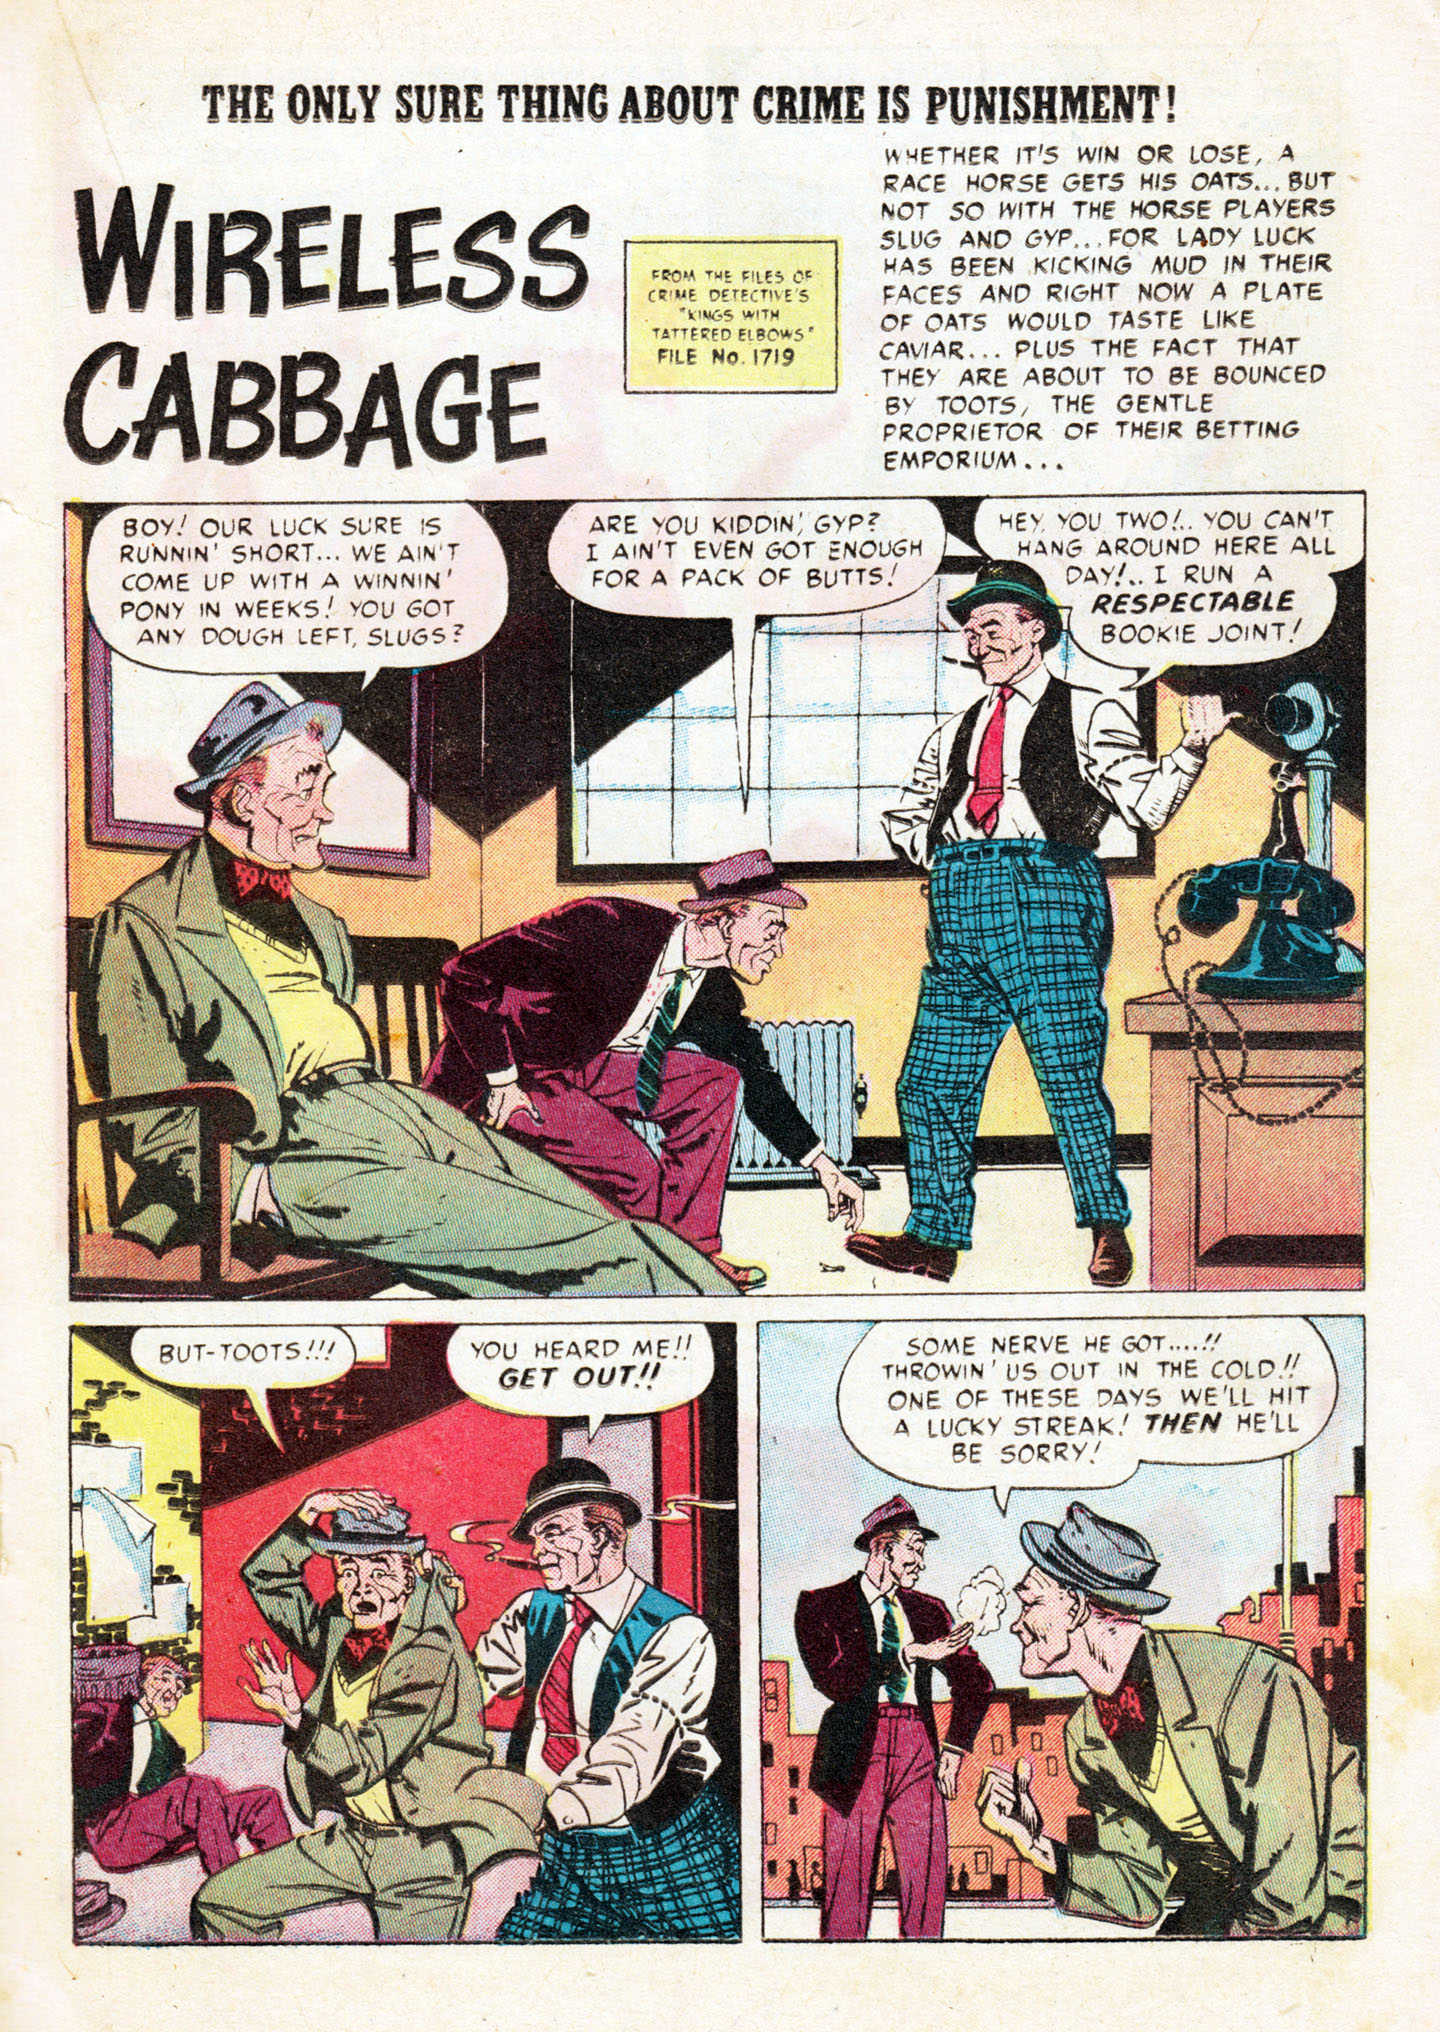 THE ONLY SURE THING ABOUT CRIME IS PUNISHMENT!
WIRELESS
CABBAGE
FROM THE FILES OF
CRIME DETECTIVE'S
"KINGS WITH
TATTERED ELBOWS"
FILE No. 1719
WHETHER IT'S WIN OR LOSE, A
RACE HORSE GETS HIS OATS... BUT
NOT SO WITH THE HORSE PLAYERS
SLUG AND GYP... FOR LADY LUCK
HAS BEEN KICKING MUD IN THEIR
FACES AND RIGHT NOW A PLATE
OF OATS WOULD TASTE LIKE
CAVIAR... PLUS THE FACT THAT
THEY ARE ABOUT TO BE BOUNCED
BY TOOTS, THE GENTLE
PROPRIETOR OF THEIR BETTING
EMPORIUM...
BOY! OUR LUCK SURE IS
RUNNIN' SHORT... WE AIN'T
COME UP WITH A WINNIN'
PONY IN WEEKS! YOU GOT
ANY DOUGH LEFT, SLUGS?
ARE YOU KIDDIN', GYP?
I AIN'T EVEN GOT ENOUGH
FOR A PACK OF BUTTS!
HEY, YOU TWO!.. YOU CAN'T
HANG AROUND HERE ALL
DAY!.. I RUN A
RESPECTABLE
BOOKIE JOINT!
BUT-TOOTS!!!
YOU HEARD ME!!
GET OUT!!
SOME NERVE HE GOT....!!
THROWIN' US OUT IN THE COLD!!
ONE OF THESE DAYS WE'LL HIT
A LUCKY STREAK! THEN HE'LL
BE SORRY!